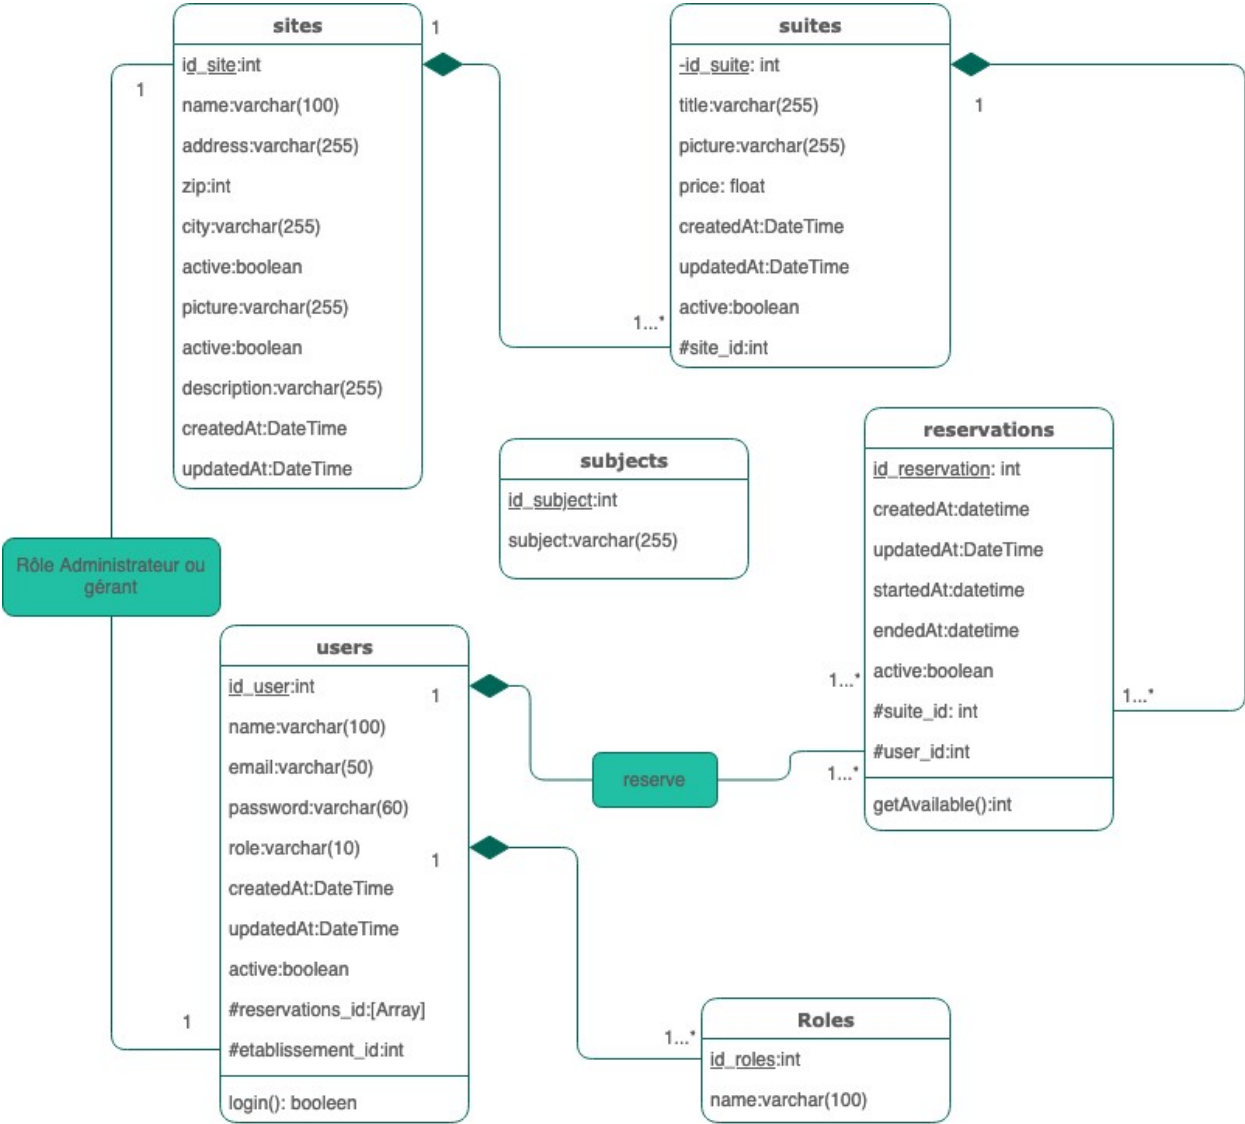 sites
id_site:int
name:varchar(100)
address:varchar(255)
zip:int
city:varchar(255)
active:boolean
picture:varchar(255)
active:boolean
description:varchar(255)
createdAt:DateTime
updatedAt:DateTime
1
1
suites
-id_suite: int
title:varchar(255)
picture:varchar(255)
price: float
createdAt:DateTime
updatedAt:DateTime
active:boolean
#site_id:int
1...*
1
subjects
id_subject:int
subject:varchar(255)
reservations
id_reservation: int
createdAt:datetime
updatedAt:DateTime
startedAt:datetime
endedAt:datetime
active:boolean
#suite_id: int
#user_id:int
getAvailable():int
1...*
1...*
1...*
Rôle Administrateur ou
gérant
users
id_user:int
name:varchar(100)
email:varchar(50)
password:varchar(60)
role:varchar(10)
createdAt:DateTime
updatedAt:DateTime
active:boolean
#reservations_id:[Array]
#etablissement_id:int
login(): booleen
1
1
1
reserve
1...*
Roles
id_roles:int
name:varchar(100)